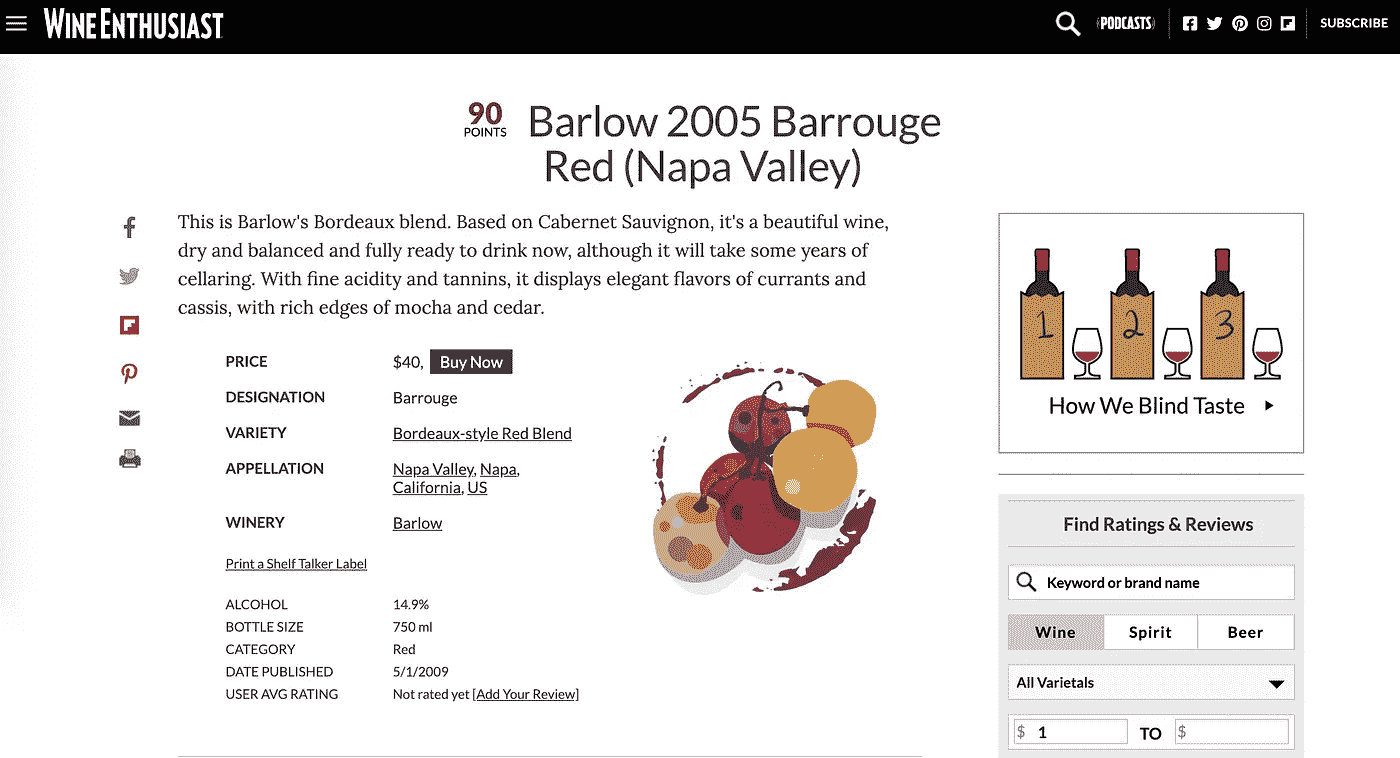 WINE ENTHUSIAST
PODCASTS
SUBSCRIBE
90
POINTS
Barlow 2005 Barrouge
Red (Napa Valley)
This is Barlow's Bordeaux blend. Based on Cabernet Sauvignon, it's a beautiful wine,
dry and balanced and fully ready to drink now, although it will take some years of
cellaring. With fine acidity and tannins, it displays elegant flavors of currants and
cassis, with rich edges of mocha and cedar.
PRICE $40, Buy Now
DESIGNATION Barrouge
VARIETY Bordeaux-style Red Blend
APPELLATION Napa Valley, Napa,
California, US
WINERY Barlow
Print a Shelf Talker Label
ALCOHOL 14.9%
BOTTLE SIZE 750 ml
CATEGORY Red
DATE PUBLISHED 5/1/2009
USER AVG RATING Not rated yet [Add Your Review]
1 2 3
How We Blind Taste
Find Ratings & Reviews
Keyword or brand name
Wine Spirit Beer
All Varietals
$ 1 TO $